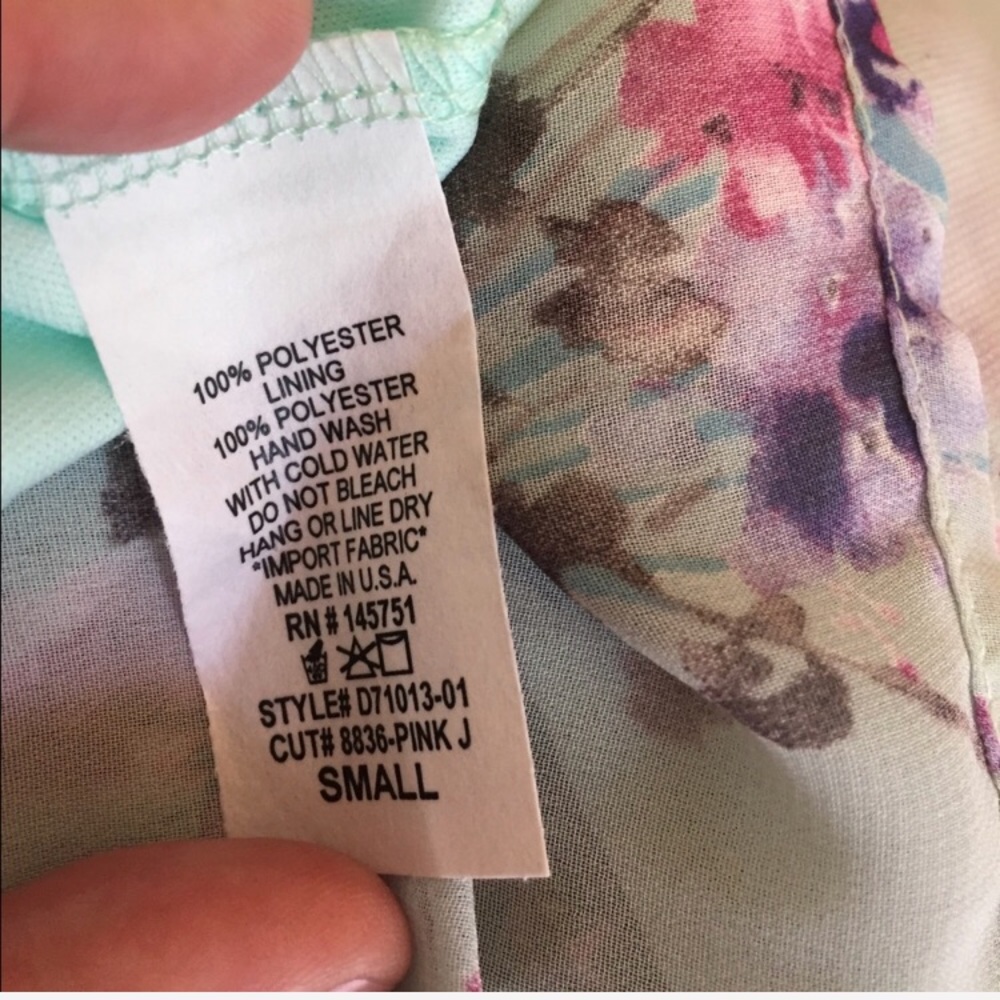 100% POLYESTER
LINING
100% POLYESTER
HAND WASH
WITH COLD WATER
DO NOT BLEACH
HANG OR LINE DRY
*IMPORT FABRIC*
MADE IN U.S.A.
RN # 145751
STYLE# D71013-01
CUT# 8836-PINK J
SMALL